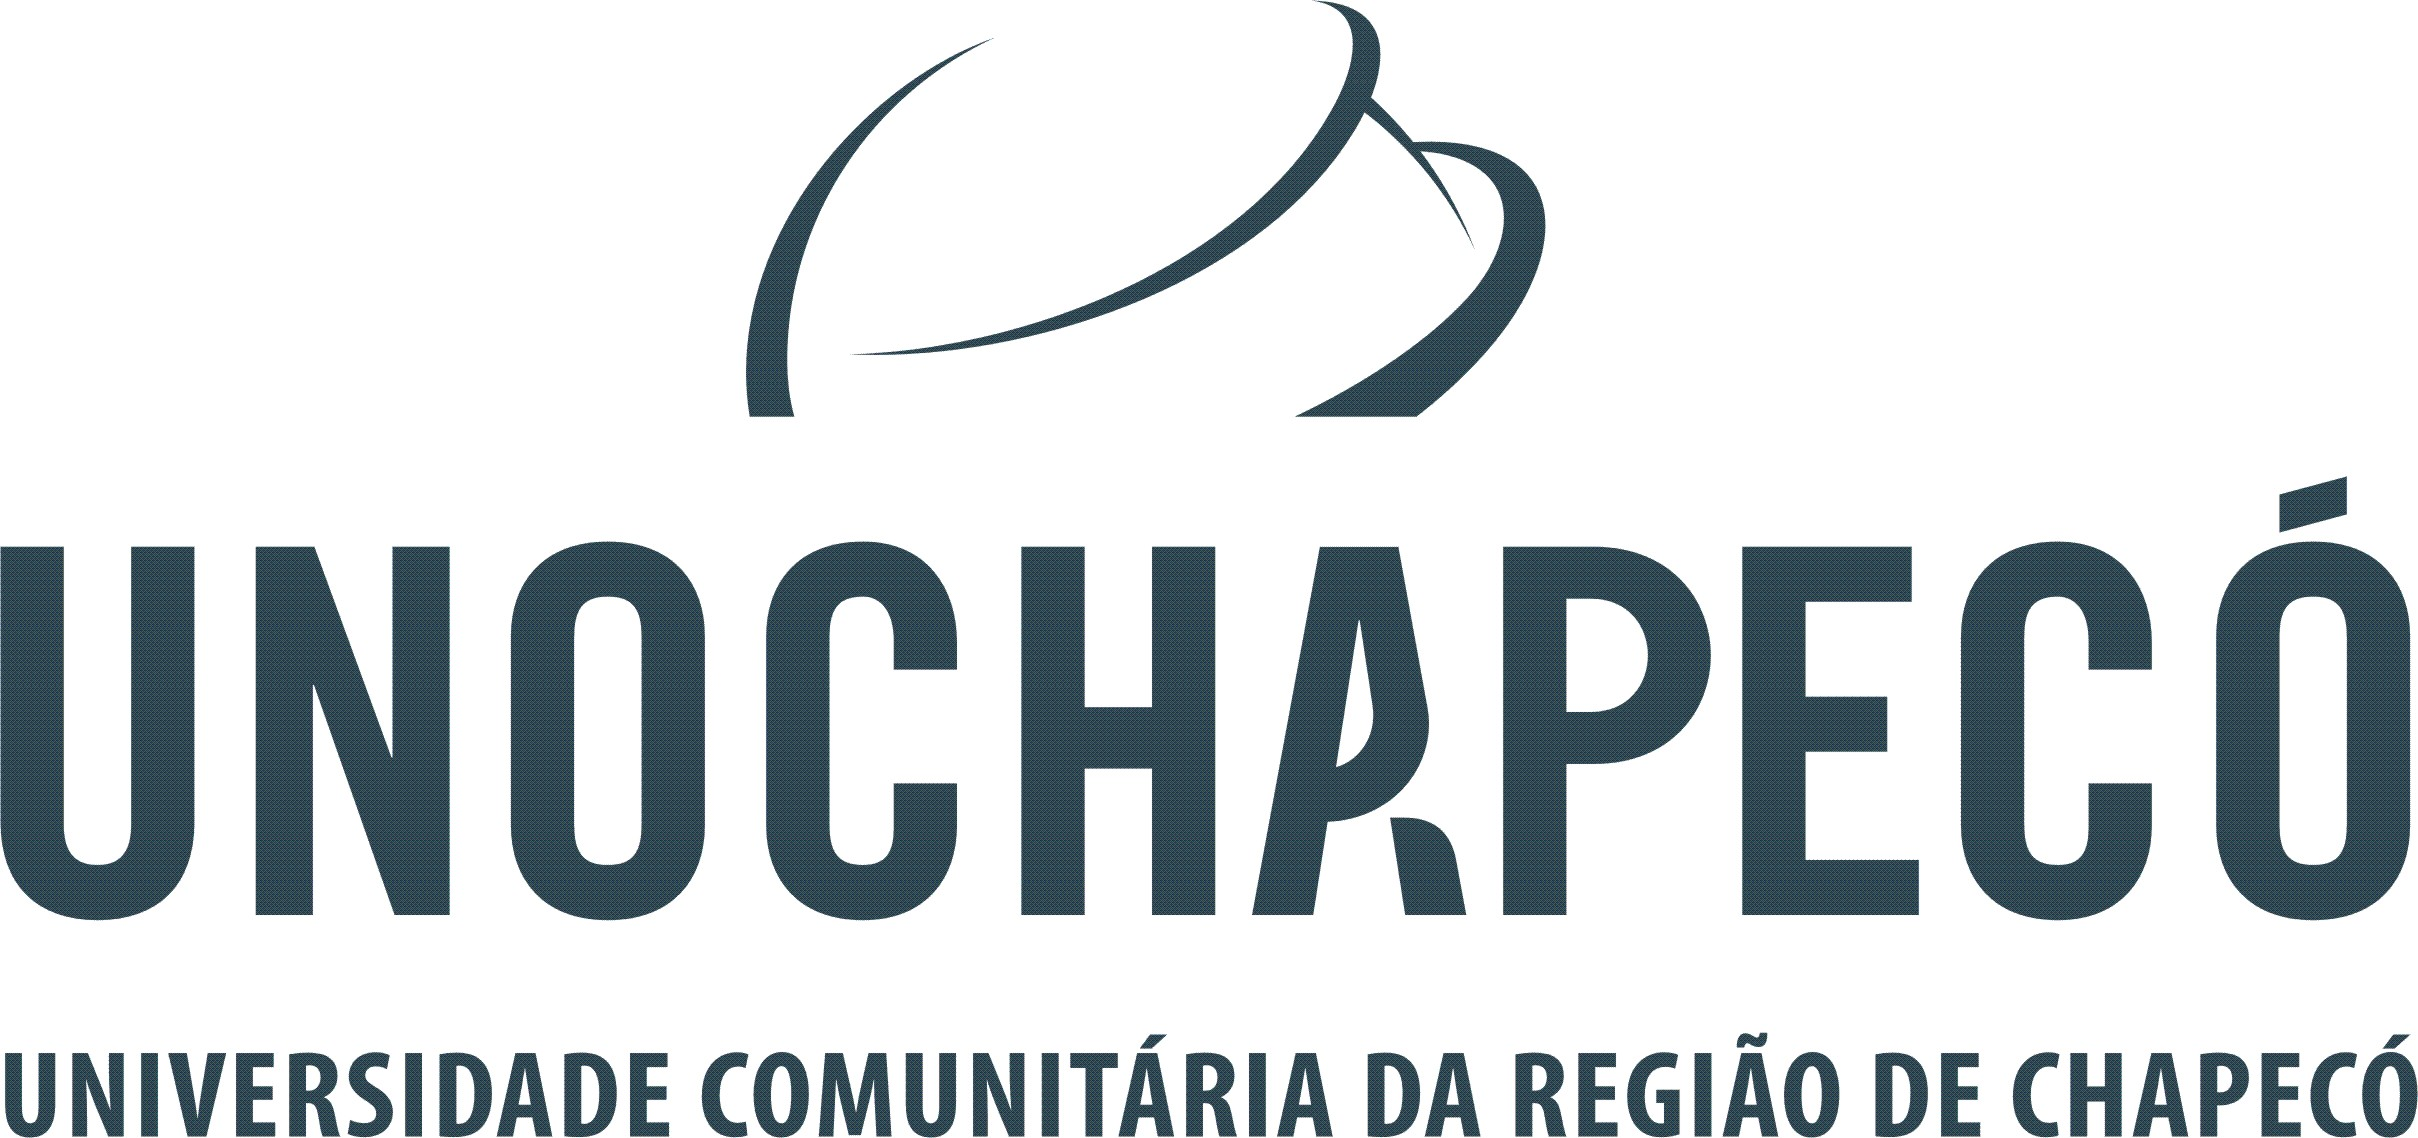 UNOCHAPECÓ
UNIVERSIDADE COMUNITÁRIA DA REGIÃO DE CHAPECÓ